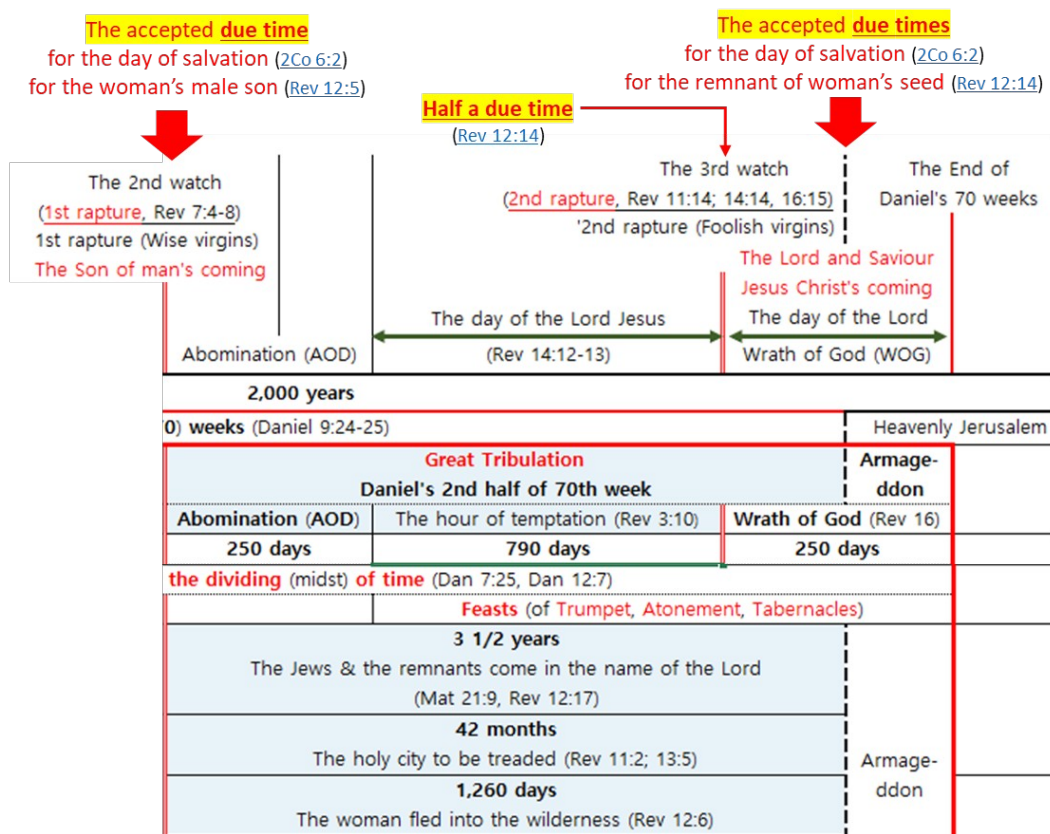 The accepted due time
for the day of salvation (2Co 6:2)
for the woman's male son (Rev 12:5)
The accepted due times
for the day of salvation (2Co 6:2)
for the remnant of woman's seed (Rev 12:14)
Half a due time
(Rev 12:14)
The 2nd watch
(1st rapture, Rev 7:4-8)
1st rapture (Wise virgins)
The Son of man's coming
The 3rd watch
(2nd rapture, Rev 11:14; 14:14, 16:15)
'2nd rapture (Foolish virgins)
The Lord and Saviour
Jesus Christ's coming
The End of
Daniel's 70 weeks
Abomination (AOD)
The day of the Lord Jesus
(Rev 14:12-13)
The day of the Lord
Wrath of God (WOG)
2,000 years
0) weeks (Daniel 9:24-25)
Heavenly Jerusalem
Great Tribulation
Daniel's 2nd half of 70th week
Armage-
ddon
Abomination (AOD)
The hour of temptation (Rev 3:10)
Wrath of God (Rev 16)
250 days
790 days
250 days
the dividing (midst) of time (Dan 7:25, Dan 12:7)
Feasts (of Trumpet, Atonement, Tabernacles)
3 1/2 years
The Jews & the remnants come in the name of the Lord
(Mat 21:9, Rev 12:17)
42 months
The holy city to be treaded (Rev 11:2; 13:5)
1,260 days
The woman fled into the wilderness (Rev 12:6)
Armage-
ddon